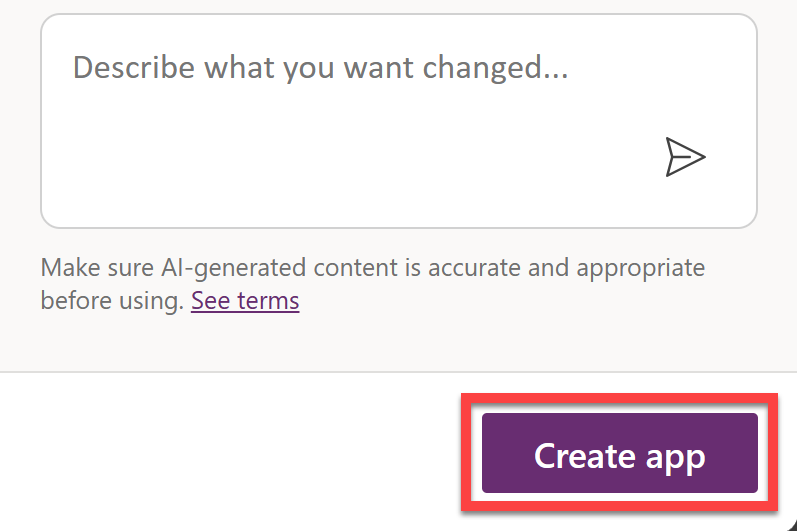 Describe what you want changed...
Make sure AI-generated content is accurate and appropriate
before using. See terms
Create app